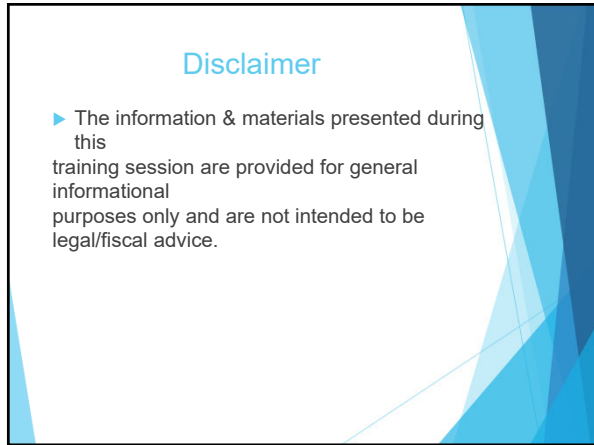 Disclaimer
The information & materials presented during
this
training session are provided for general
informational
purposes only and are not intended to be
legal/fiscal advice.